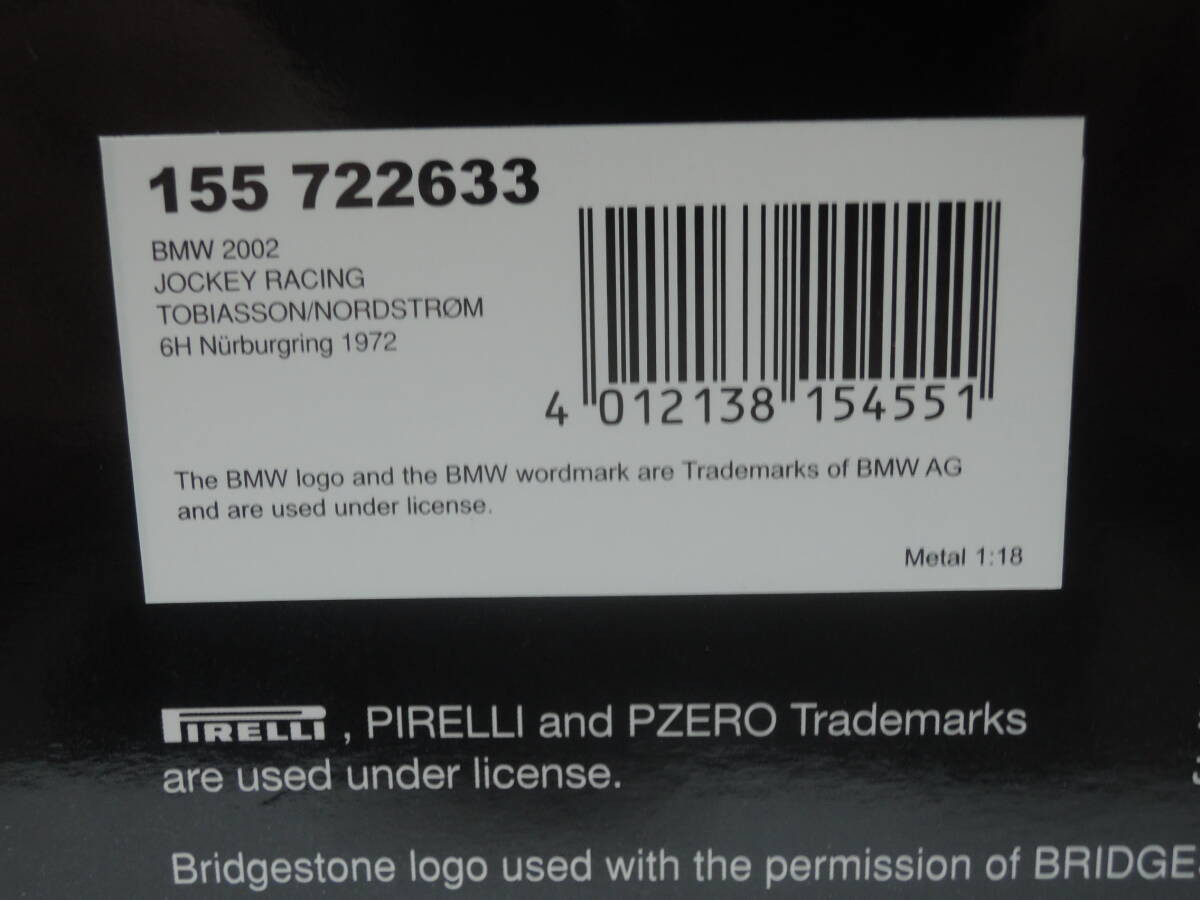 155 722633
BMW 2002
JOCKEY RACING
TOBIASSON/NORDSTRØM
6H Nürburgring 1972
4 012138 154551
The BMW logo and the BMW wordmark are Trademarks of BMW AG
and are used under license.
Metal 1:18
PIRELLI , PIRELLI and PZERO Trademarks
are used under license.
Bridgestone logo used with the permission of